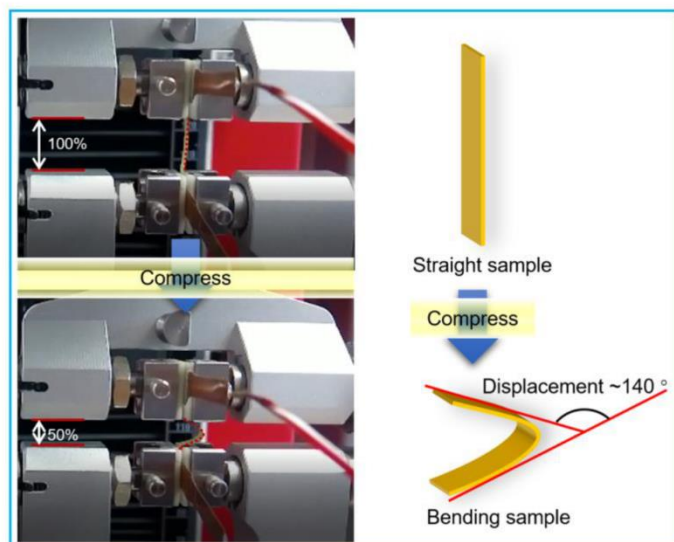 100%
Compress
50%
Straight sample
Compress
Displacement ~140 °
Bending sample